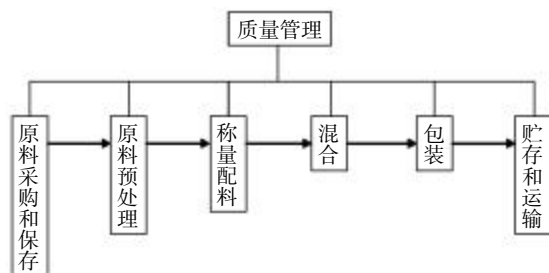 质量管理
原料采购和保存
原料预处理
称量配料
混合
包装
贮存和运输